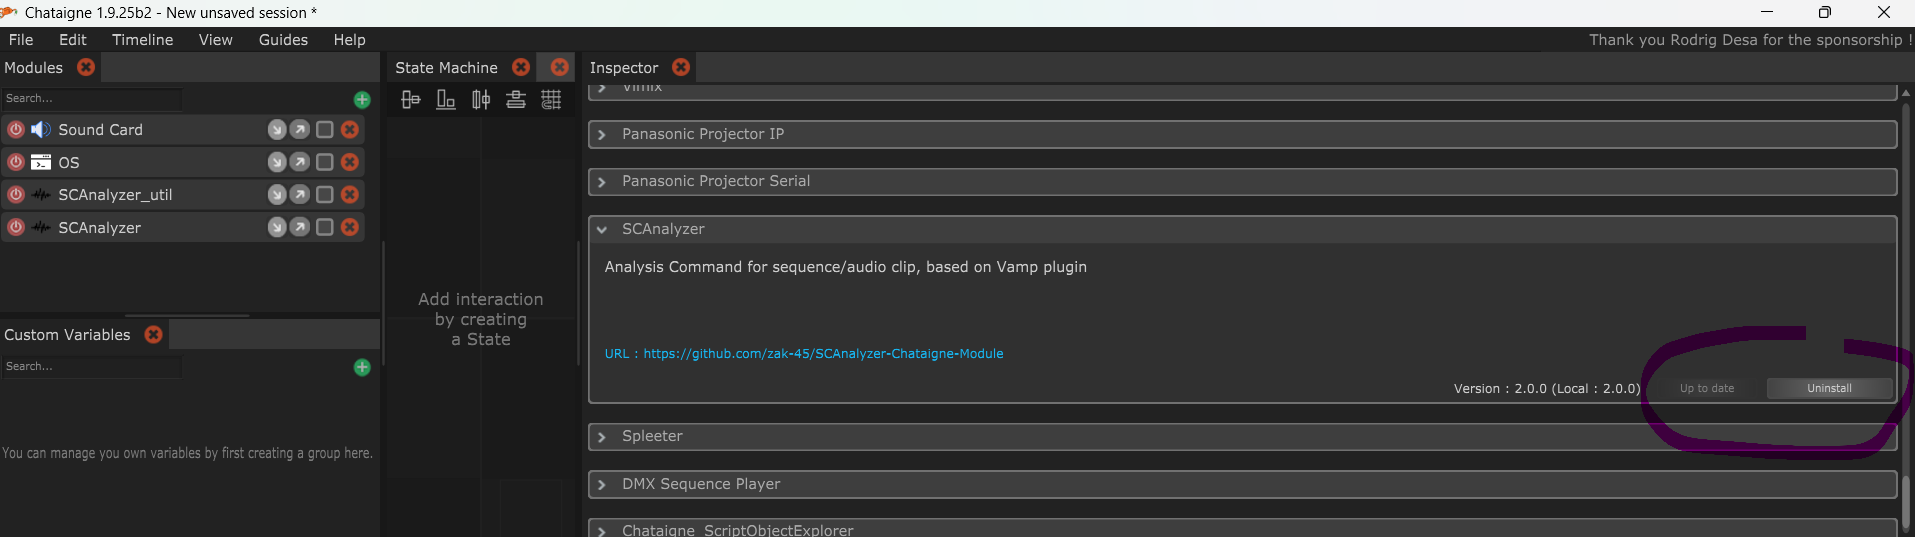 Chataigne 1.9.25b2 - New unsaved session *
File Edit Timeline View Guides Help
Thank you Rodrig Desa for the sponsorship !
Modules
Search...
Sound Card
OS
SCAnalyzer_util
SCAnalyzer
Custom Variables
Search...
You can manage you own variables by first creating a group here.
State Machine
Add interaction
by creating
a State
Inspector
Vimix
Panasonic Projector IP
Panasonic Projector Serial
SCAnalyzer
Analysis Command for sequence/audio clip, based on Vamp plugin
URL : https://github.com/zak-45/SCAnalyzer-Chataigne-Module
Version : 2.0.0 (Local : 2.0.0) Up to date Uninstall
Spleeter
DMX Sequence Player
Chataigne_ScriptObjectExplorer